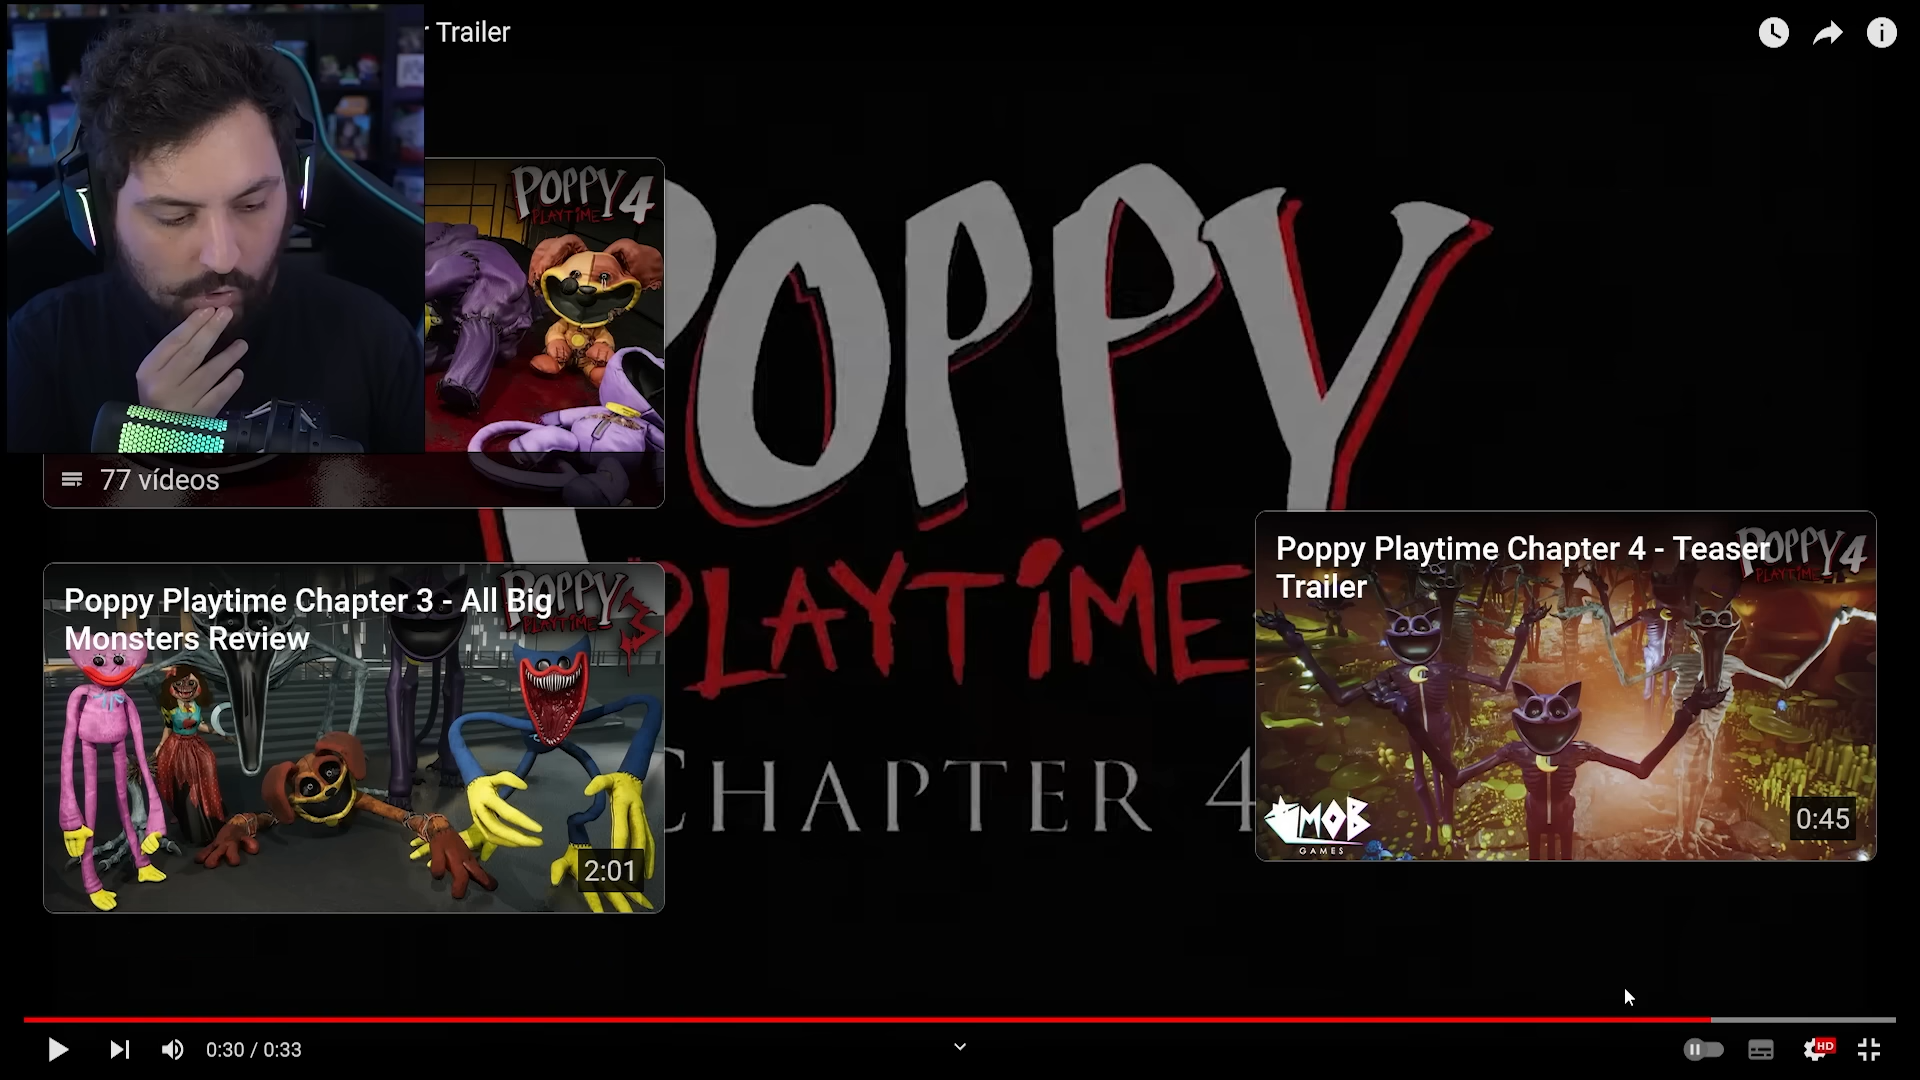 r Trailer
POPPY
PLAYTIME
4
77 vídeos
POPPY
PLAYTIME
CHAPTER 4
Poppy Playtime Chapter 3 - All Big
Monsters Review
POPPY
PLAYTIME
3
2:01
Poppy Playtime Chapter 4 - Teaser
Trailer
POPPY
PLAYTIME
4
MOB
GAMES
0:45
0:30 / 0:33
HD